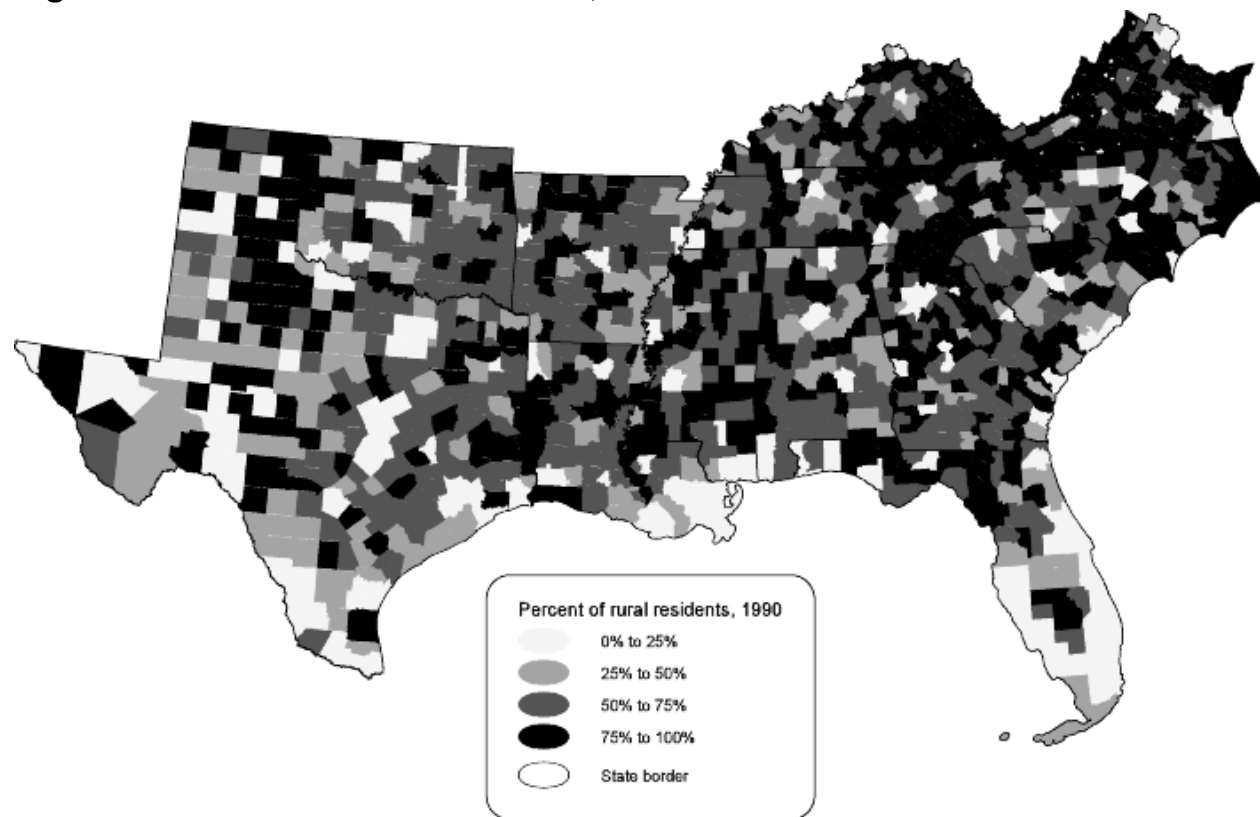 Percent of rural residents, 1990
0% to 25%
25% to 50%
50% to 75%
75% to 100%
State border